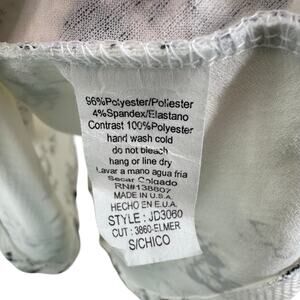 96%Polyester/Poliester
4%Spandex/Elastano
Contrast 100%Polyester
hand wash cold
do not bleach
hang or line dry
Lavar a mano agua fria
Secar Colgado
RN#138807
MADE IN U.S.A.
HECHO EN E.U.A.
STYLE : JD3060
CUT : 3860-ELMER
S/CHICO